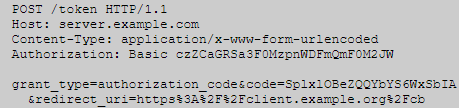 POST /token HTTP/1.1
Host: server.example.com
Content-Type: application/x-www-form-urlencoded
Authorization: Basic czZCaGRSa3F0MzpnWDFmQmF0M2JW

grant_type=authorization_code&code=SplxlOBeZQQYbYS6WxSbIA
&redirect_uri=https%3A%2F%2Fclient.example.org%2Fcb